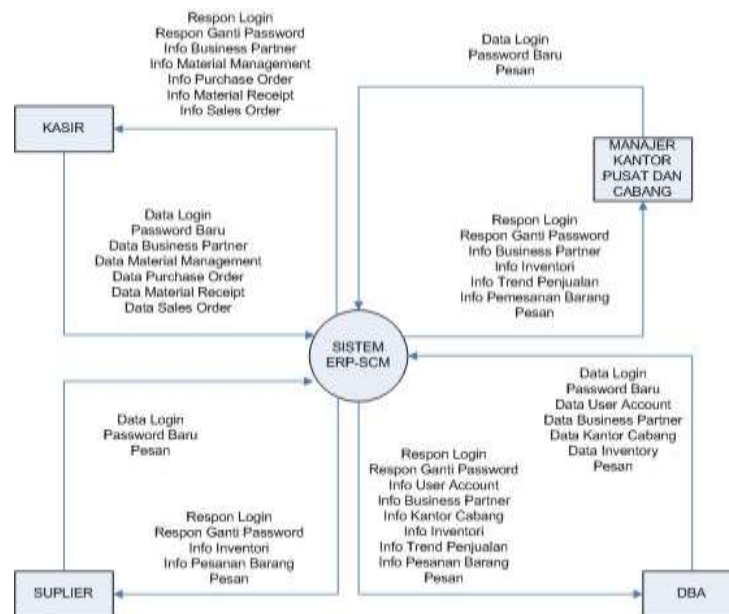 Respon Login
Respon Ganti Password
Info Business Partner
Info Material Management
Info Purchase Order
Info Material Receipt
Info Sales Order
Data Login
Password Baru
Pesan
KASIR
MANAJER
KANTOR
PUSAT DAN
CABANG
Data Login
Password Baru
Data Business Partner
Data Material Management
Data Purchase Order
Data Material Receipt
Data Sales Order
Respon Login
Respon Ganti Password
Info Business Partner
Info Inventori
Info Trend Penjualan
Info Pemesanan Barang
Pesan
SISTEM
ERP-SCM
Data Login
Password Baru
Pesan
Data Login
Password Baru
Data User Account
Data Business Partner
Data Kantor Cabang
Data Inventory
Pesan
Respon Login
Respon Ganti Password
Info Inventori
Info Pesanan Barang
Pesan
Respon Login
Respon Ganti Password
Info User Account
Info Business Partner
Info Kantor Cabang
Info Inventori
Info Trend Penjualan
Info Pesanan Barang
Pesan
SUPLIER
DBA